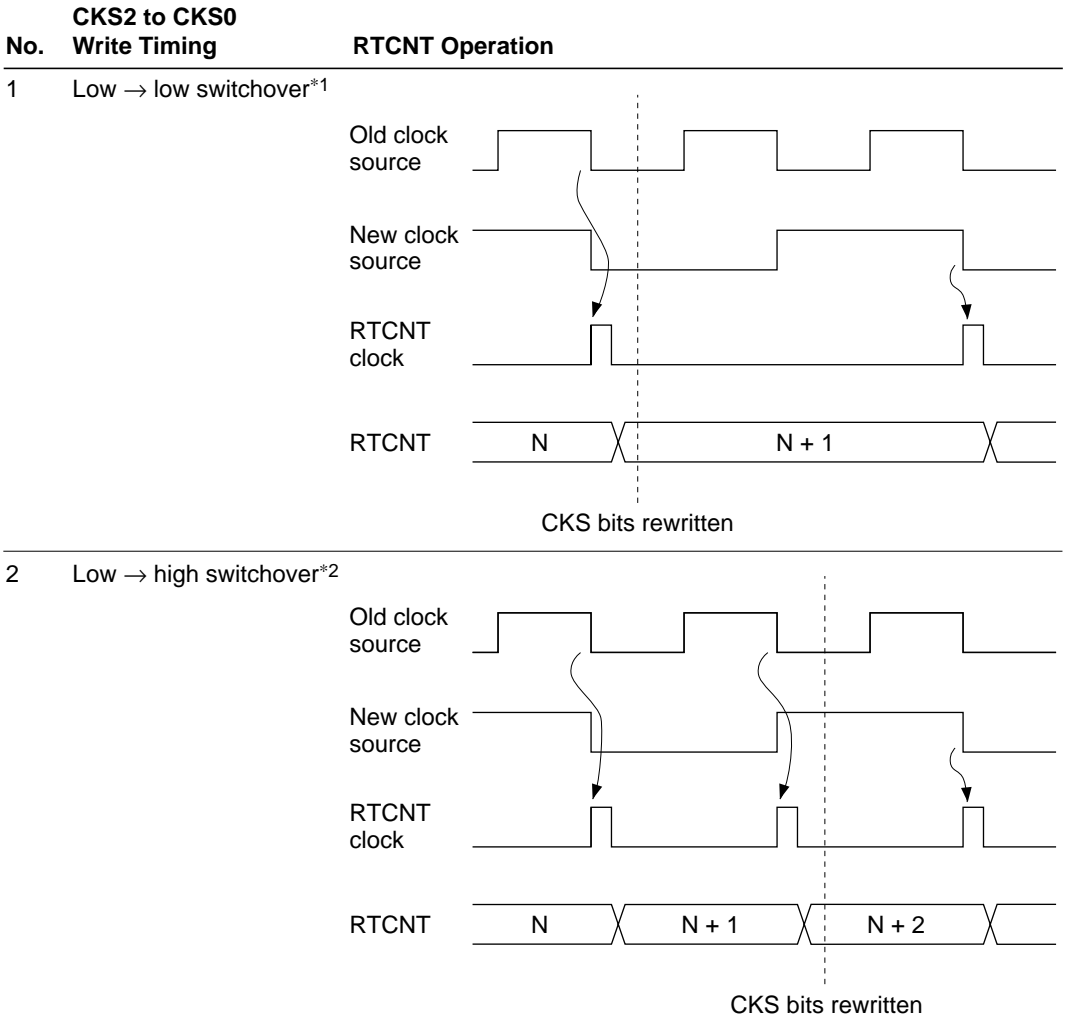 CKS2 to CKS0
No. Write Timing RTCNT Operation
1 Low → low switchover*1
Old clock
source
New clock
source
RTCNT
clock
RTCNT N N + 1
CKS bits rewritten
2 Low → high switchover*2
Old clock
source
New clock
source
RTCNT
clock
RTCNT N N + 1 N + 2
CKS bits rewritten